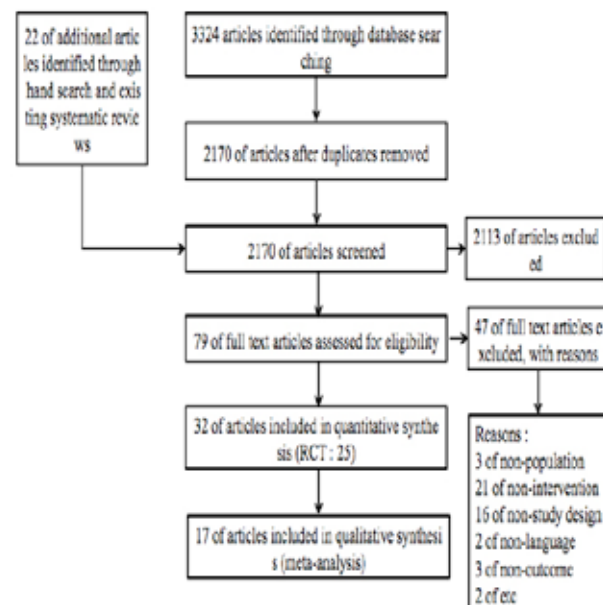 22 of additional artic
les identified through
hand search and exis
ting systematic revie
ws
3324 articles identified through database sear
ching
2170 of articles after duplicates removed
2170 of articles screened
2113 of articles exclud
ed
79 of full text articles assessed for eligibility
47 of full text articles e
xcluded, with reasons
32 of articles included in quantitative synthe
sis (RCT : 25)
Reasons :
3 of non-population
21 of non-intervention
16 of non-study design
2 of non-language
3 of non-outcome
2 of etc
17 of articles included in qualitative synthesi
s (meta-analysis)